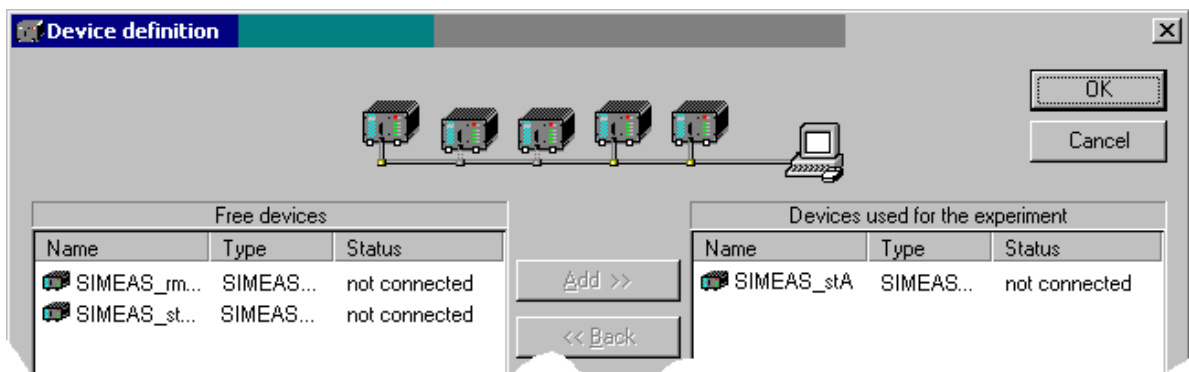 Device definition
OK
Cancel
Free devices
Name Type Status
SIMEAS_rm... SIMEAS... not connected
SIMEAS_st... SIMEAS... not connected
Add >>
<< Back
Devices used for the experiment
Name Type Status
SIMEAS_stA SIMEAS... not connected